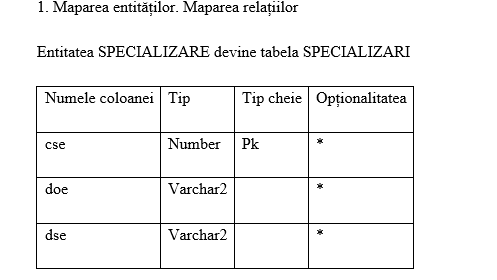 1. Maparea entităților. Maparea relațiilor
Entitatea SPECIALIZARE devine tabela SPECIALIZARI
Numele coloanei Tip Tip cheie Opționalitatea
cse Number Pk *
doe Varchar2 *
dse Varchar2 *